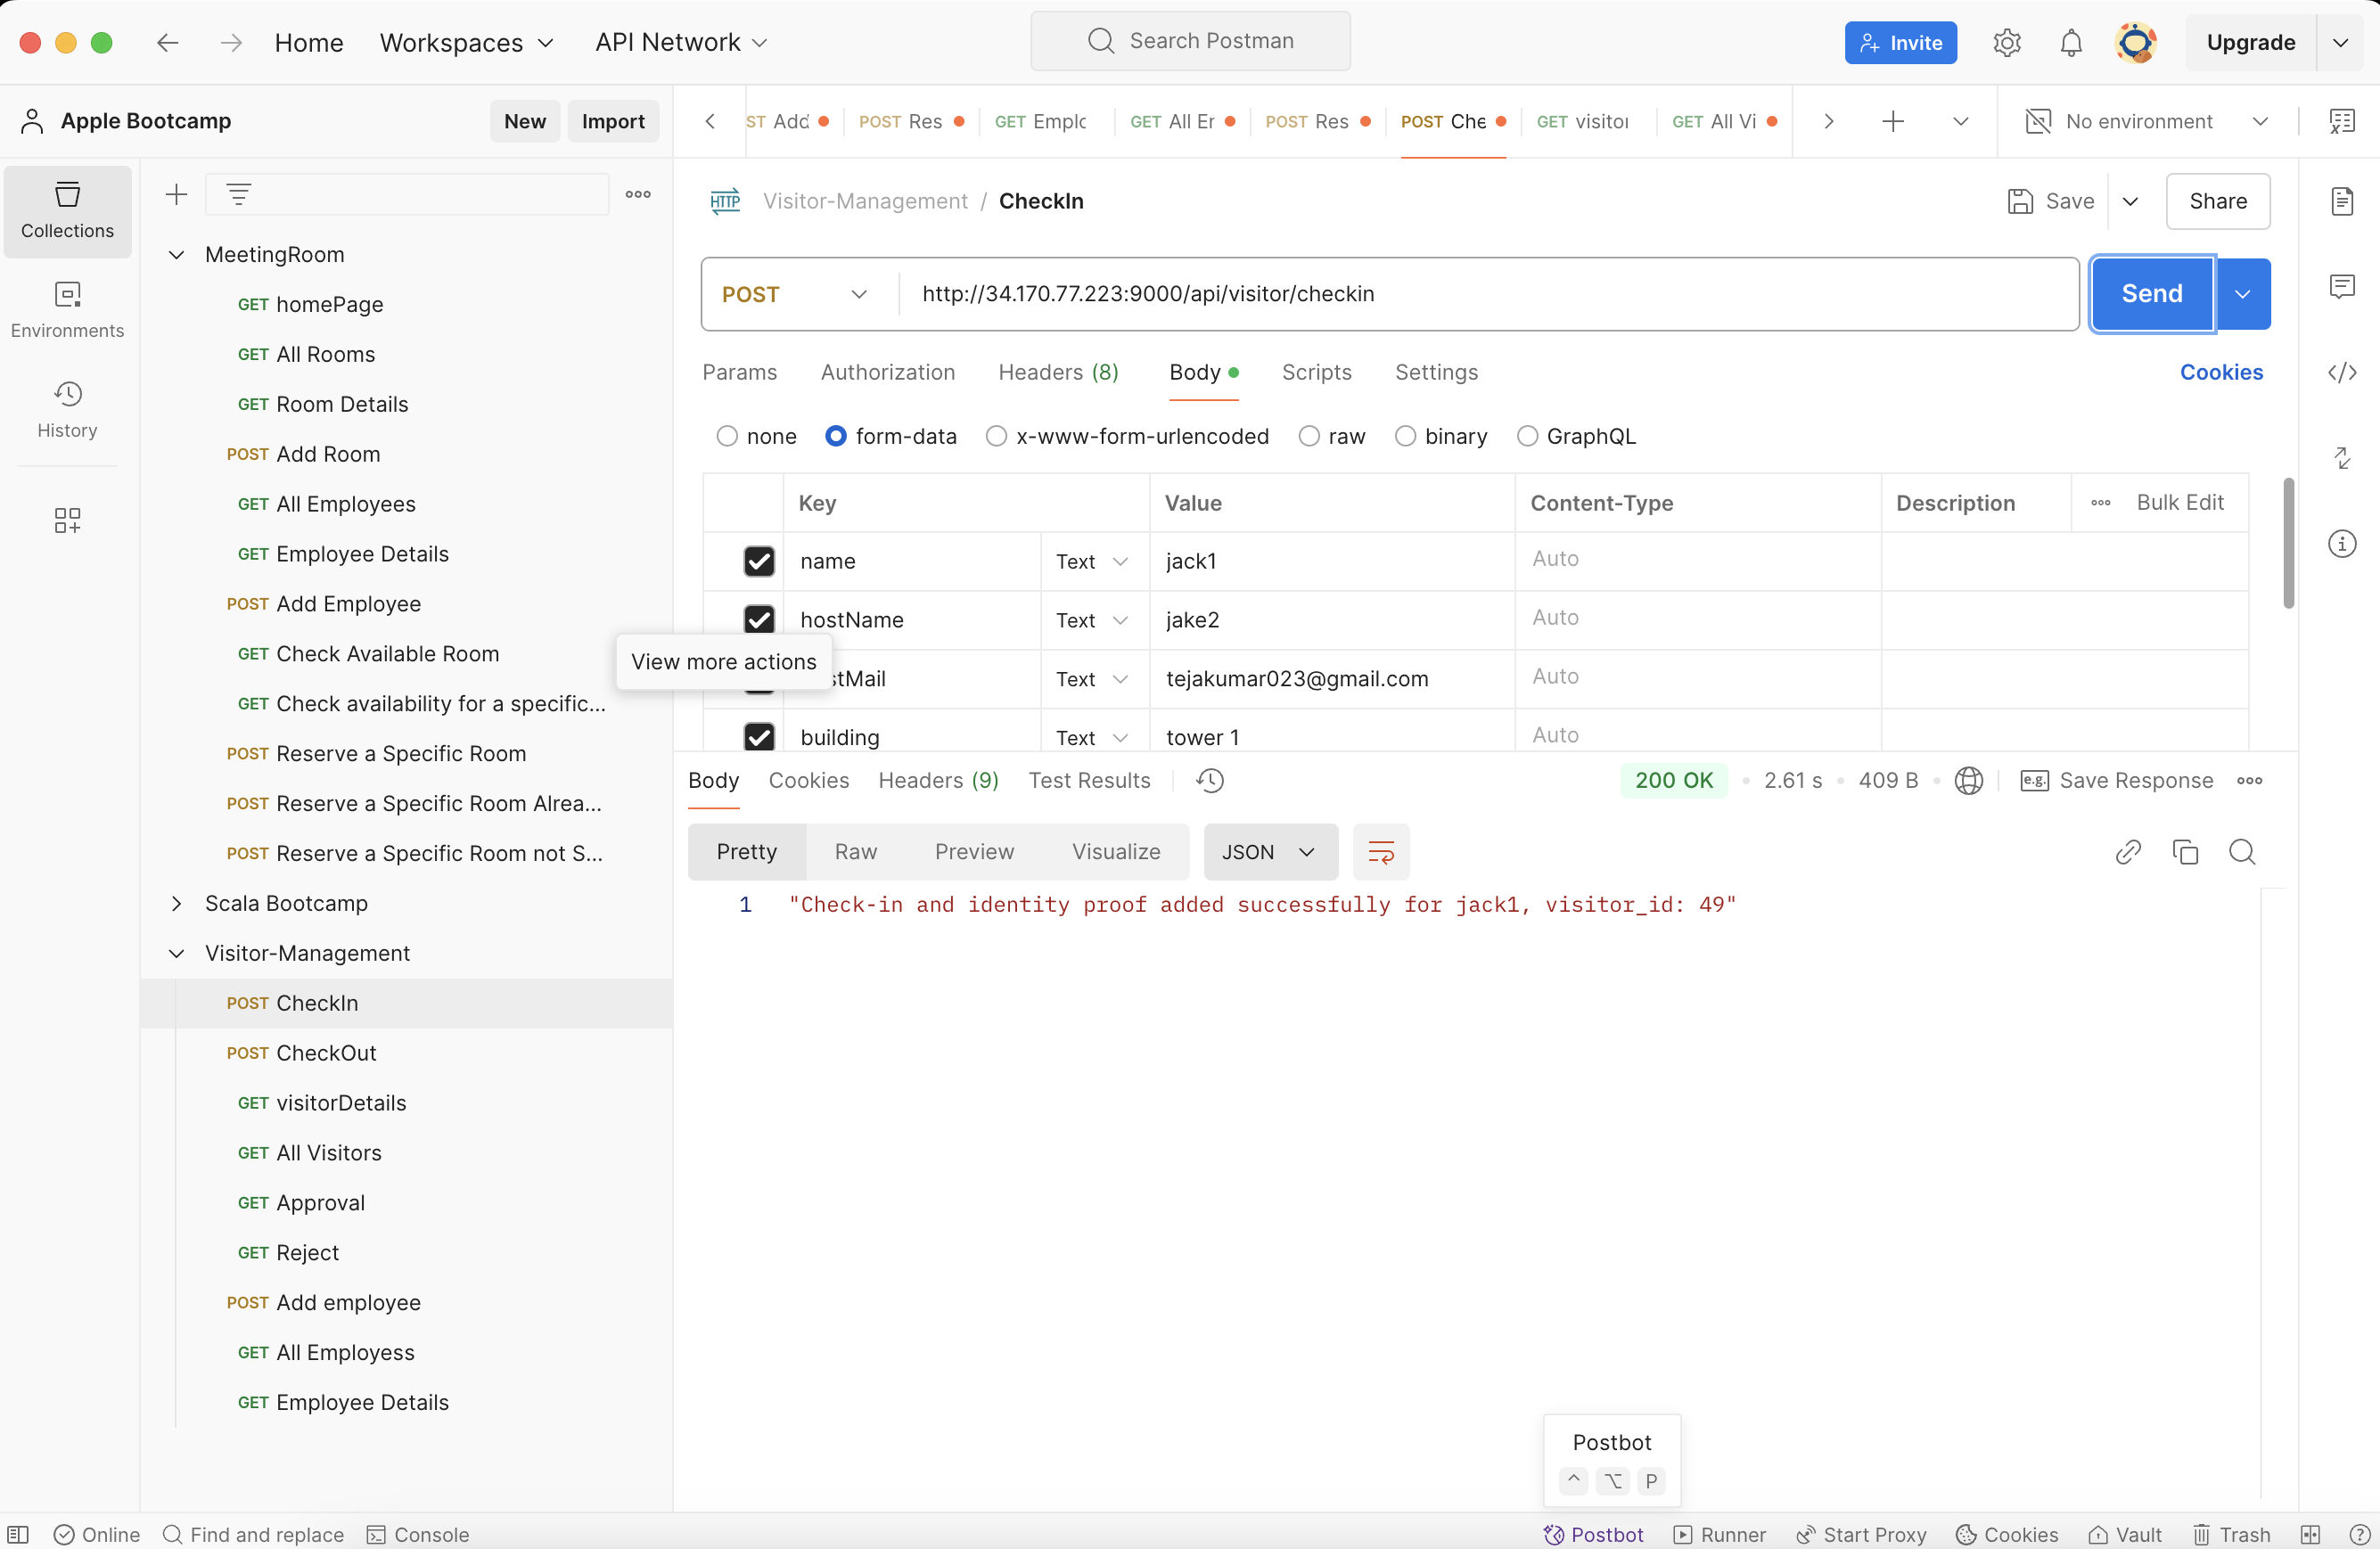 Home Workspaces API Network Search Postman Invite Upgrade
Apple Bootcamp New Import
ST Add POST Res GET Emplo GET All Er POST Res POST Che GET visitor GET All Vi No environment
Collections
Environments
History
MeetingRoom
GET homePage
GET All Rooms
GET Room Details
POST Add Room
GET All Employees
GET Employee Details
POST Add Employee
GET Check Available Room
GET Check availability for a specific...
POST Reserve a Specific Room
POST Reserve a Specific Room Alrea...
POST Reserve a Specific Room not S...
Scala Bootcamp
Visitor-Management
POST CheckIn
POST CheckOut
GET visitorDetails
GET All Visitors
GET Approval
GET Reject
POST Add employee
GET All Employess
GET Employee Details
HTTP Visitor-Management / CheckIn Save Share
POST http://34.170.77.223:9000/api/visitor/checkin Send
Params Authorization Headers (8) Body Scripts Settings Cookies
none form-data x-www-form-urlencoded raw binary GraphQL
Key Value Content-Type Description Bulk Edit
name Text jack1 Auto
hostName Text jake2 Auto
View more actions
stMail Text tejakumar023@gmail.com Auto
building Text tower 1 Auto
Body Cookies Headers (9) Test Results 200 OK 2.61 s 409 B e.g. Save Response
Pretty Raw Preview Visualize JSON
1 "Check-in and identity proof added successfully for jack1, visitor_id: 49"
Postbot
^ ⌥ P
Online Find and replace Console Postbot Runner Start Proxy Cookies Vault Trash